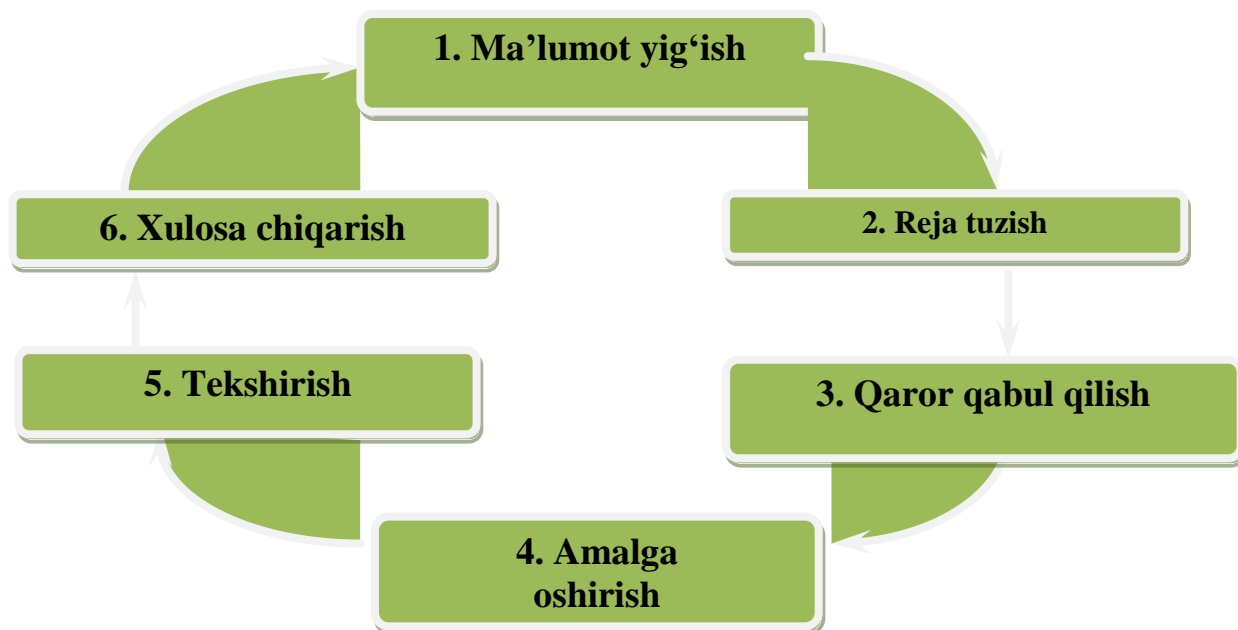 1. Ma’lumot yig‘ish
2. Reja tuzish
3. Qaror qabul qilish
4. Amalga
oshirish
5. Tekshirish
6. Xulosa chiqarish